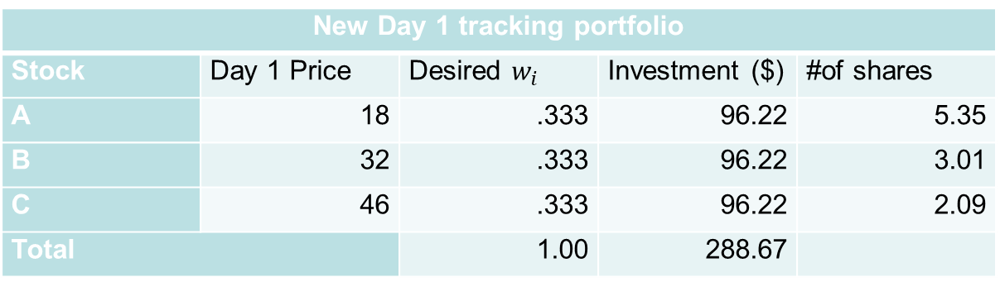 New Day 1 tracking portfolio
Stock Day 1 Price Desired wᵢ Investment ($) #of shares
A 18 .333 96.22 5.35
B 32 .333 96.22 3.01
C 46 .333 96.22 2.09
Total 1.00 288.67